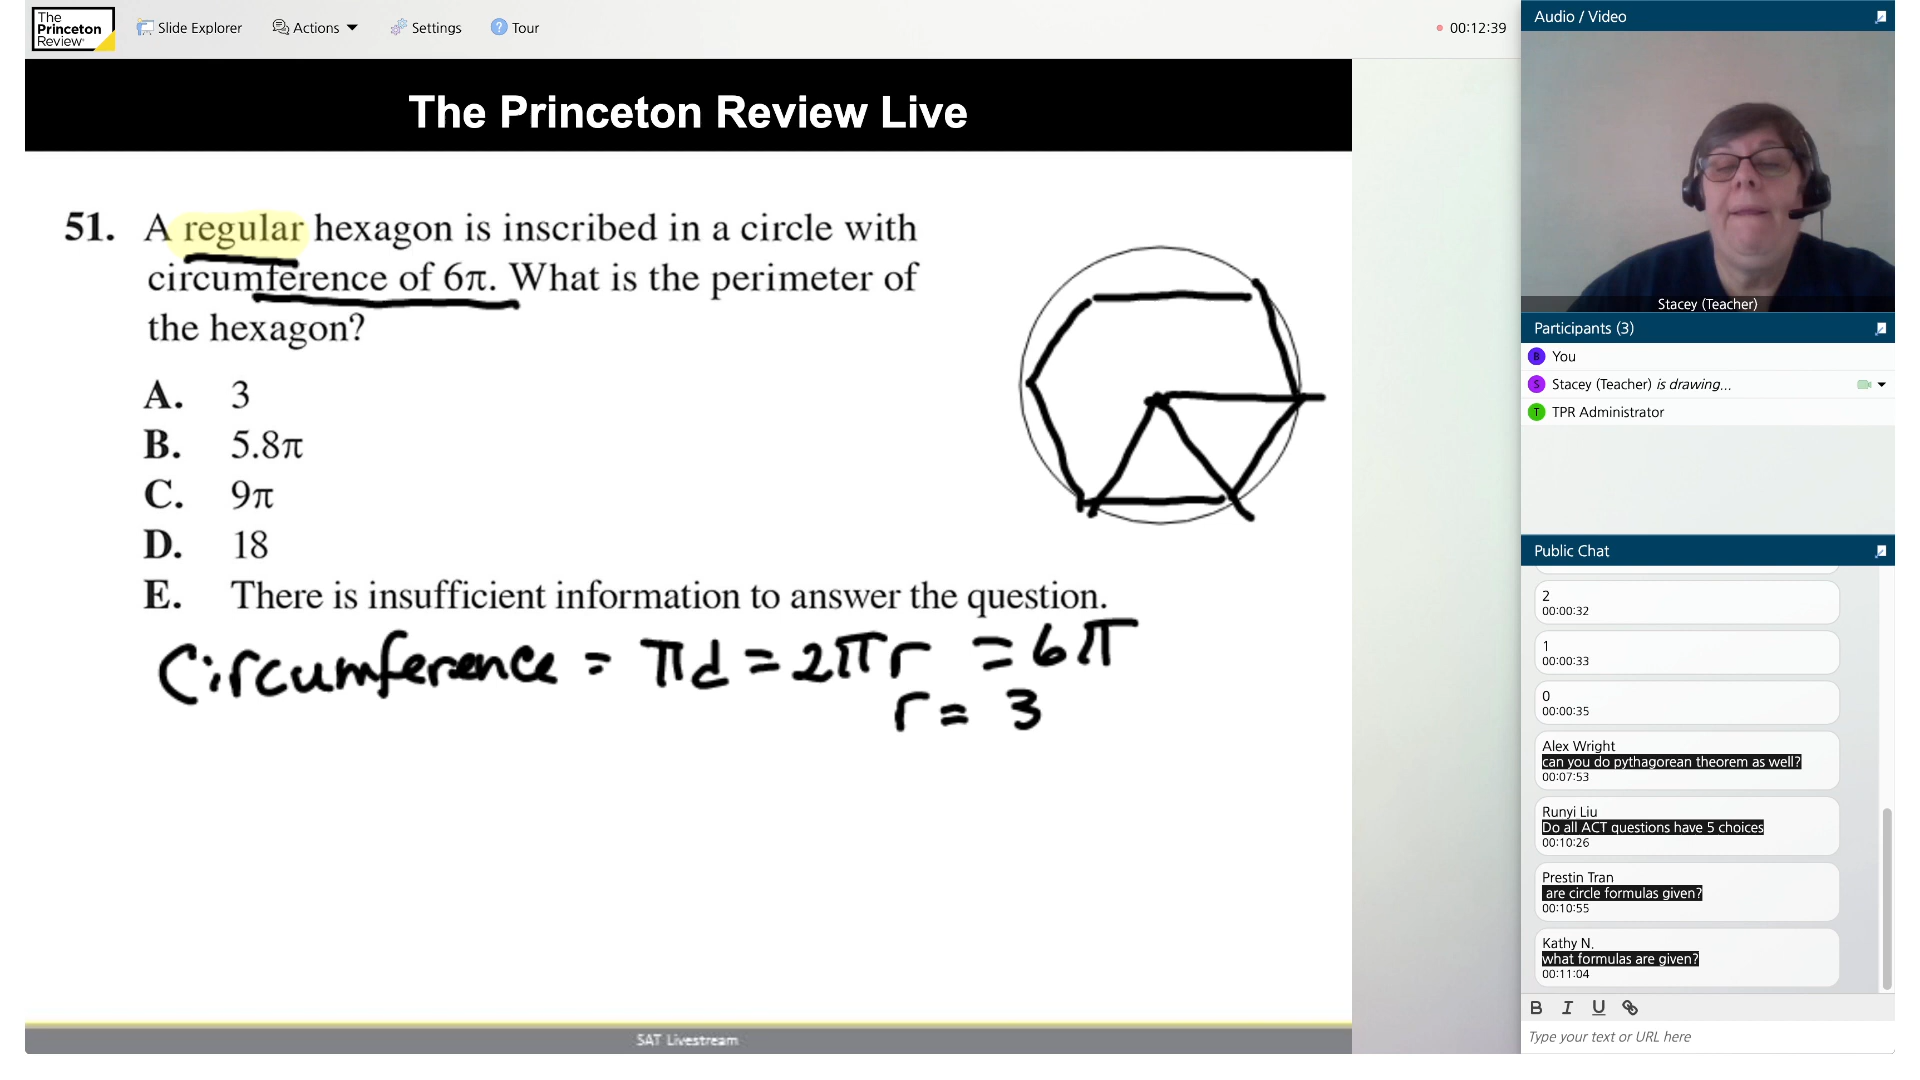 The
Princeton
Review
Slide Explorer
Actions
Settings
Tour
00:12:39
The Princeton Review Live
51. A regular hexagon is inscribed in a circle with
circumference of 6π. What is the perimeter of
the hexagon?
A. 3
B. 5.8π
C. 9π
D. 18
E. There is insufficient information to answer the question.
Circumference = πd = 2πr = 6π
r = 3
SAT Livestream
Audio / Video
Stacey (Teacher)
Participants (3)
B You
S Stacey (Teacher) is drawing...
T TPR Administrator
Public Chat
2
00:00:32
1
00:00:33
0
00:00:35
Alex Wright
can you do pythagorean theorem as well?
00:07:53
Runyi Liu
Do all ACT questions have 5 choices
00:10:26
Prestin Tran
are circle formulas given?
00:10:55
Kathy N.
what formulas are given?
00:11:04
B I U
Type your text or URL here